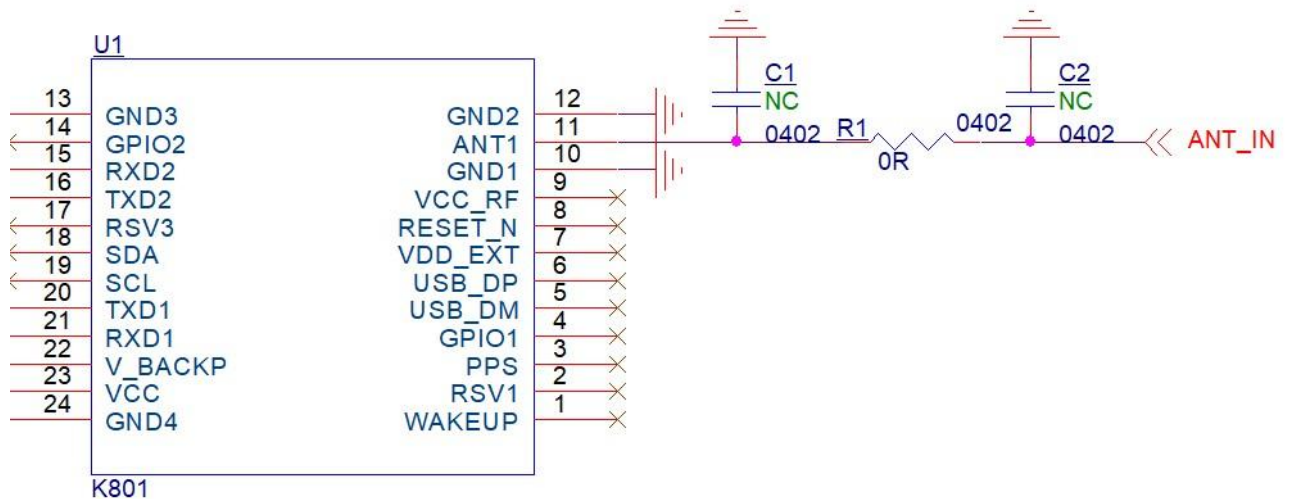 U1
13
GND3
14
GPIO2
15
RXD2
16
TXD2
17
RSV3
18
SDA
19
SCL
20
TXD1
21
RXD1
22
V_BACKP
23
VCC
24
GND4
GND2
12
ANT1
11
GND1
10
VCC_RF
9
RESET_N
8
VDD_EXT
7
USB_DP
6
USB_DM
5
GPIO1
4
PPS
3
RSV1
2
WAKEUP
1
K801
C1
NC
0402
R1
0R
0402
C2
NC
0402
ANT_IN